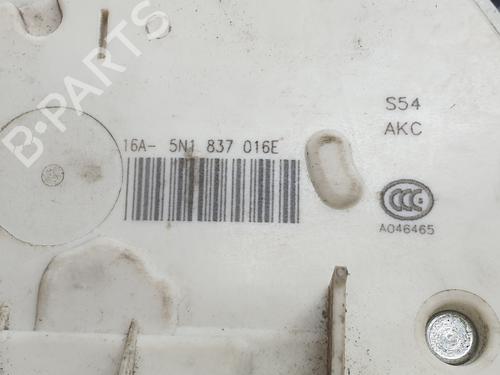 16A- 5N1 837 016E
S54
AKC
CCC
A046465
B-PARTS